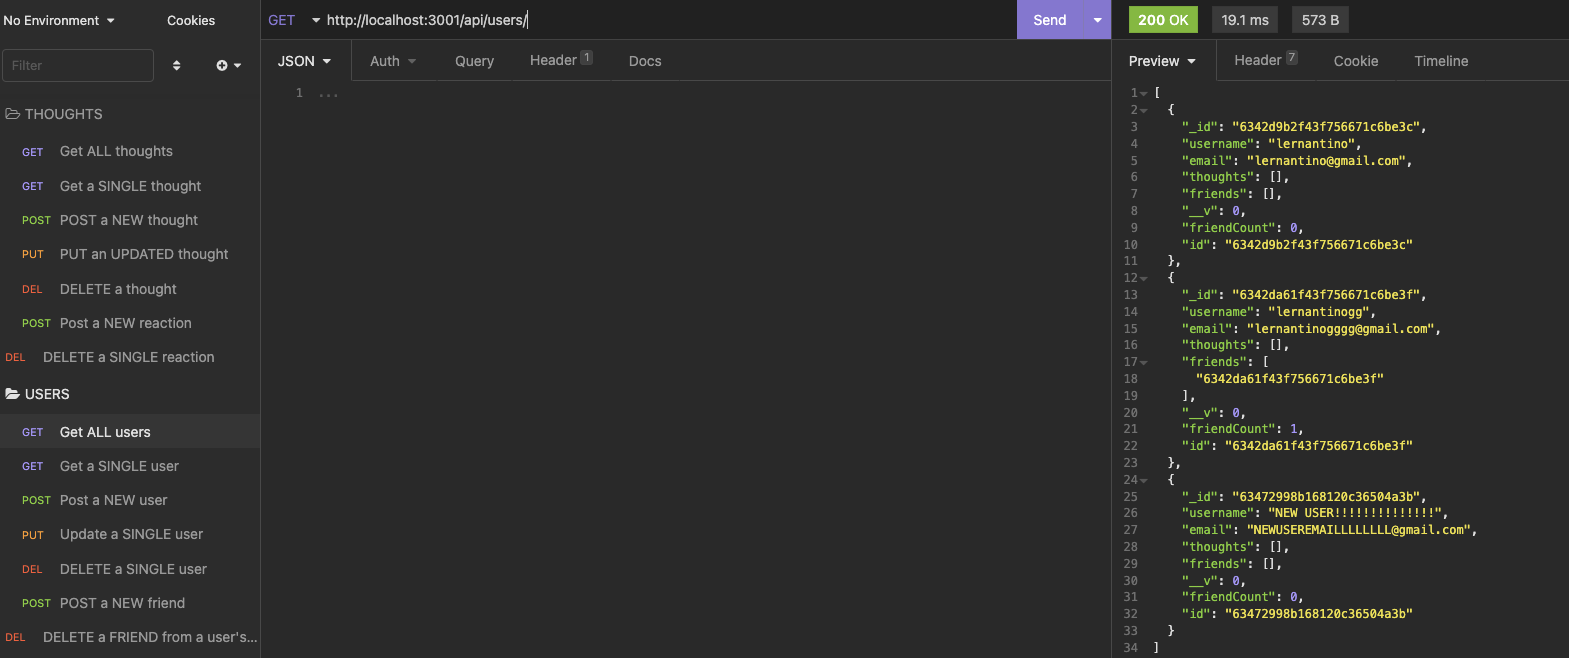 No Environment
Cookies
Filter
THOUGHTS
GET Get ALL thoughts
GET Get a SINGLE thought
POST POST a NEW thought
PUT PUT an UPDATED thought
DEL DELETE a thought
POST Post a NEW reaction
DEL DELETE a SINGLE reaction
USERS
GET Get ALL users
GET Get a SINGLE user
POST Post a NEW user
PUT Update a SINGLE user
DEL DELETE a SINGLE user
POST POST a NEW friend
DEL DELETE a FRIEND from a user's...
GET http://localhost:3001/api/users/ Send
JSON Auth Query Header 1 Docs
1 ...
200 OK 19.1 ms 573 B
Preview Header 7 Cookie Timeline
1 [
2 {
3 "_id": "6342d9b2f43f756671c6be3c",
4 "username": "lernantino",
5 "email": "lernantino@gmail.com",
6 "thoughts": [],
7 "friends": [],
8 "__v": 0,
9 "friendCount": 0,
10 "id": "6342d9b2f43f756671c6be3c"
11 },
12 {
13 "_id": "6342da61f43f756671c6be3f",
14 "username": "lernantinogg",
15 "email": "lernantinogggg@gmail.com",
16 "thoughts": [],
17 "friends": [
18 "6342da61f43f756671c6be3f"
19 ],
20 "__v": 0,
21 "friendCount": 1,
22 "id": "6342da61f43f756671c6be3f"
23 },
24 {
25 "_id": "63472998b168120c36504a3b",
26 "username": "NEW USER!!!!!!!!!!!!!!",
27 "email": "NEWUSEREMAILLLLLLLL@gmail.com",
28 "thoughts": [],
29 "friends": [],
30 "__v": 0,
31 "friendCount": 0,
32 "id": "63472998b168120c36504a3b"
33 }
34 ]